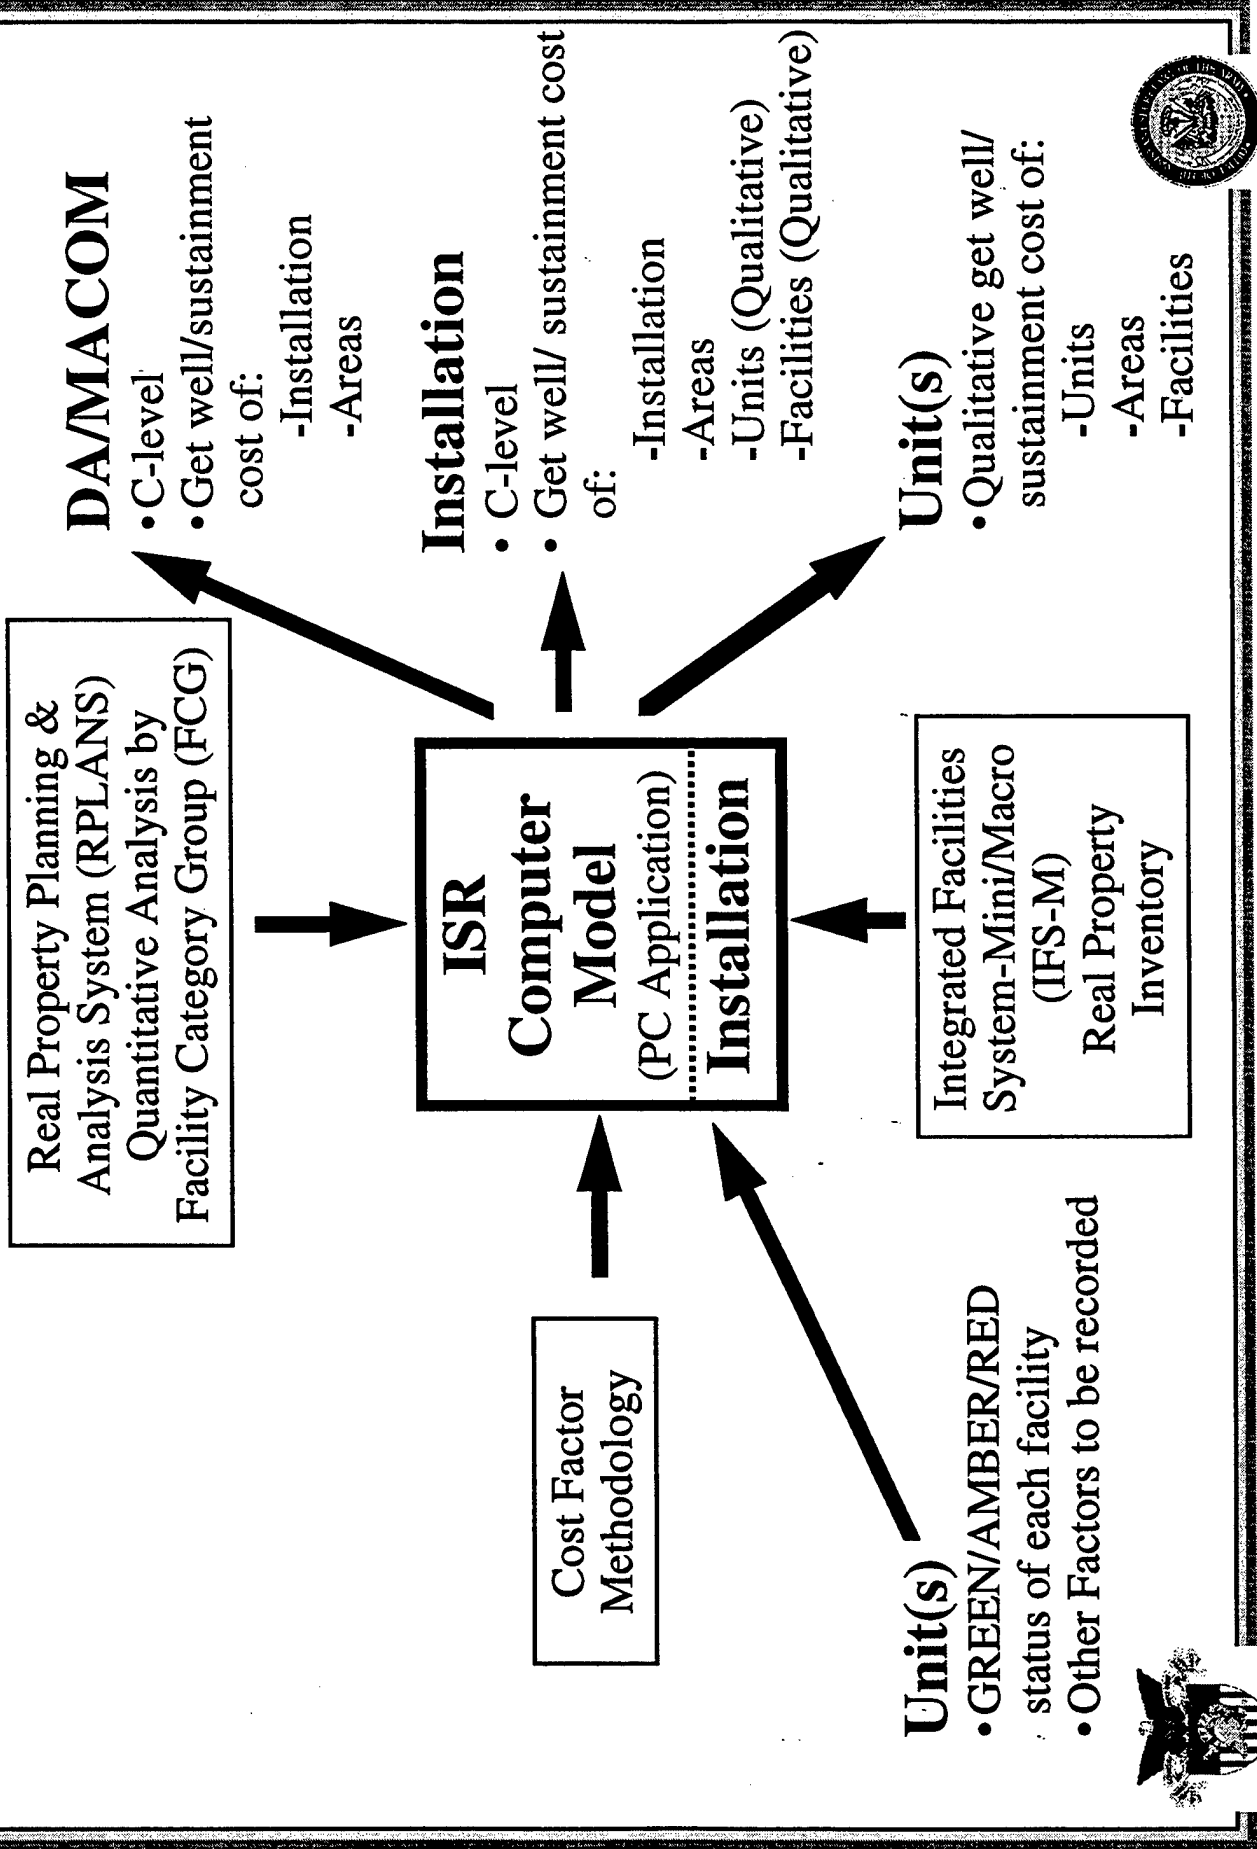 Real Property Planning &
Analysis System (RPLANS)
Quantitative Analysis by
Facility Category Group (FCG)
DA/MACOM
• C-level
• Get well/sustainment
cost of:
-Installation
-Areas
Cost Factor
Methodology
ISR
Computer
Model
(PC Application)
Installation
Installation
• C-level
• Get well/ sustainment cost
of:
-Installation
-Areas
-Units (Qualitative)
-Facilities (Qualitative)
Unit(s)
• GREEN/AMBER/RED
status of each facility
• Other Factors to be recorded
Integrated Facilities
System-Mini/Macro
(IFS-M)
Real Property
Inventory
Unit(s)
• Qualitative get well/
sustainment cost of:
-Units
-Areas
-Facilities